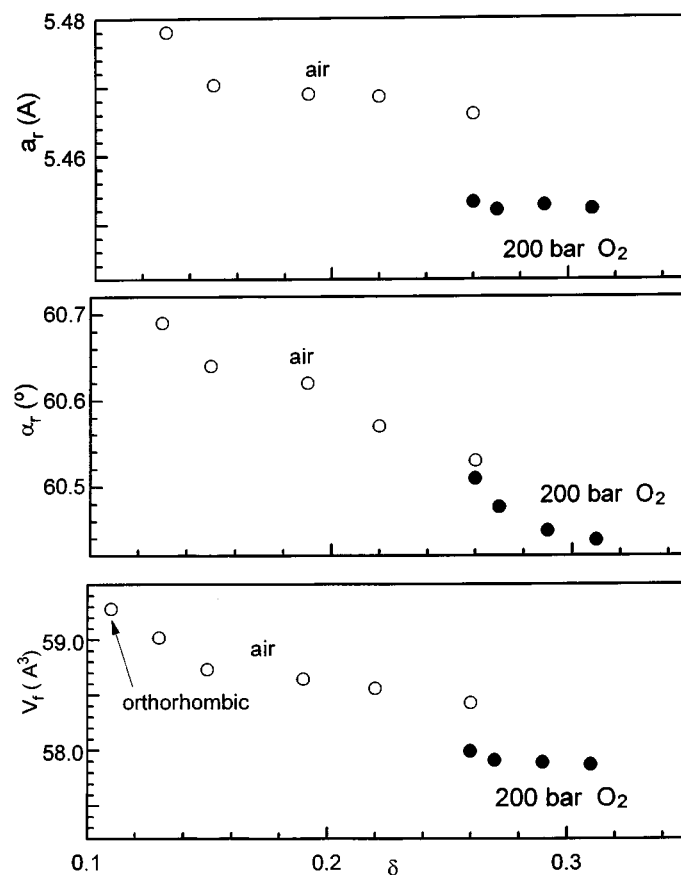 5.48
air
a_r (A)
5.46
200 bar O₂
60.7
air
60.6
α_r (º)
60.5
200 bar O₂
59.0
air
V_f ( A³)
orthorhombic
58.0
200 bar O₂
0.1
0.2
δ
0.3